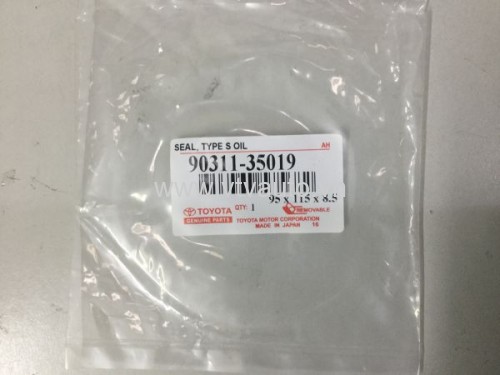 SEAL, TYPE S OIL AH
90311-35019
95 x 115 x 8.5
TOYOTA QTY: 1 REMOVABLE
GENUINE PARTS TOYOTA MOTOR CORPORATION
MADE IN JAPAN 15